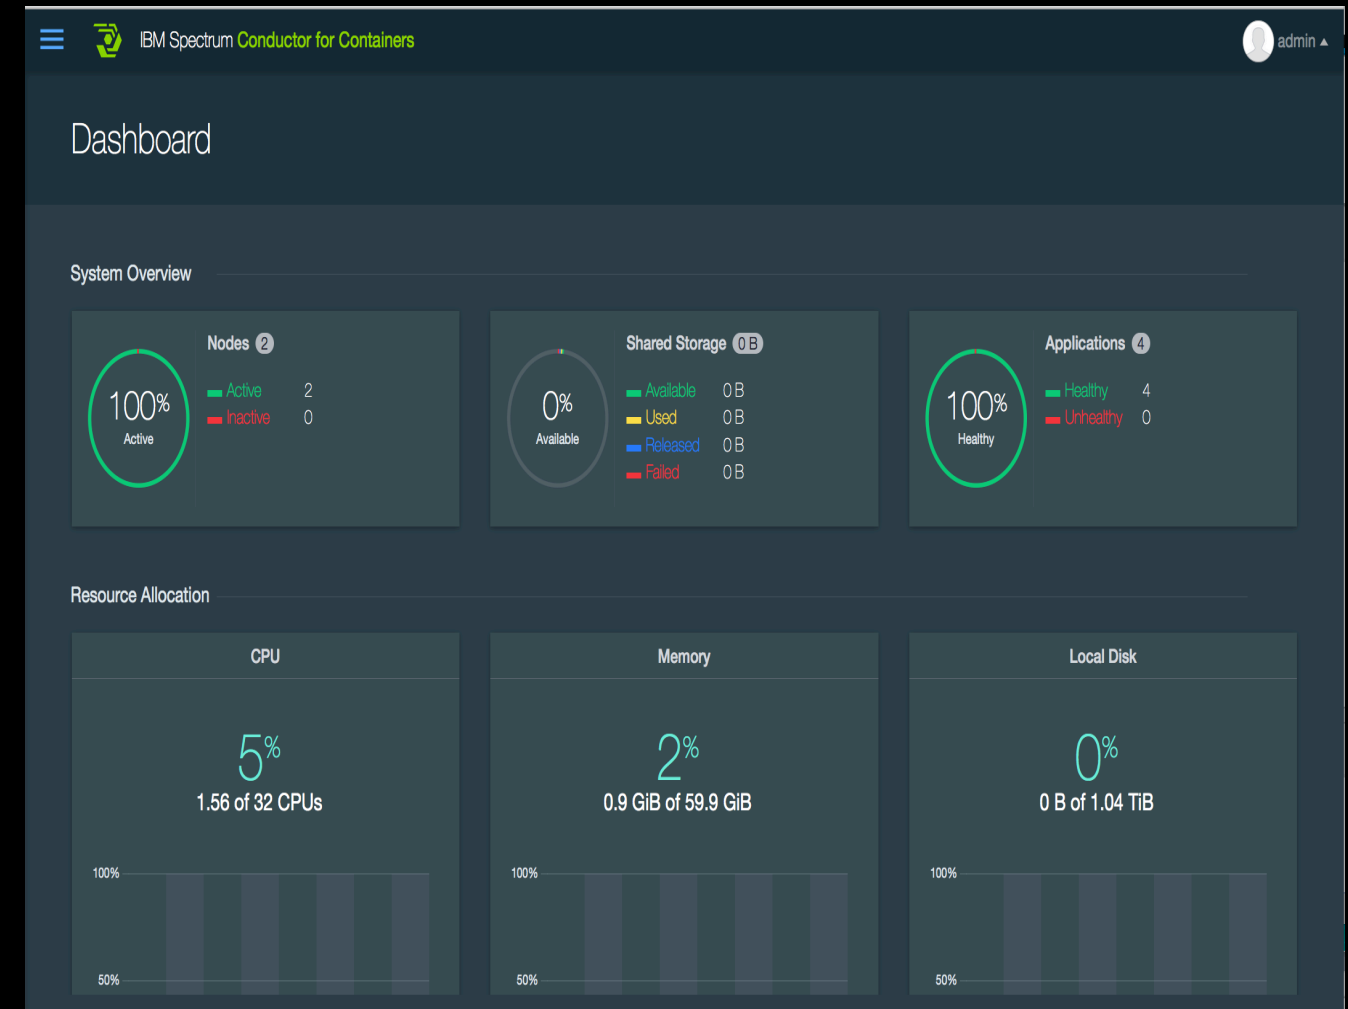 IBM Spectrum Conductor for Containers
admin
Dashboard
System Overview
Nodes 2
100%
Active
Active 2
Inactive 0
Shared Storage 0 B
0%
Available
Available 0 B
Used 0 B
Released 0 B
Failed 0 B
Applications 4
100%
Healthy
Healthy 4
Unhealthy 0
Resource Allocation
CPU
5%
1.56 of 32 CPUs
100%
50%
Memory
2%
0.9 GiB of 59.9 GiB
100%
50%
Local Disk
0%
0 B of 1.04 TiB
100%
50%